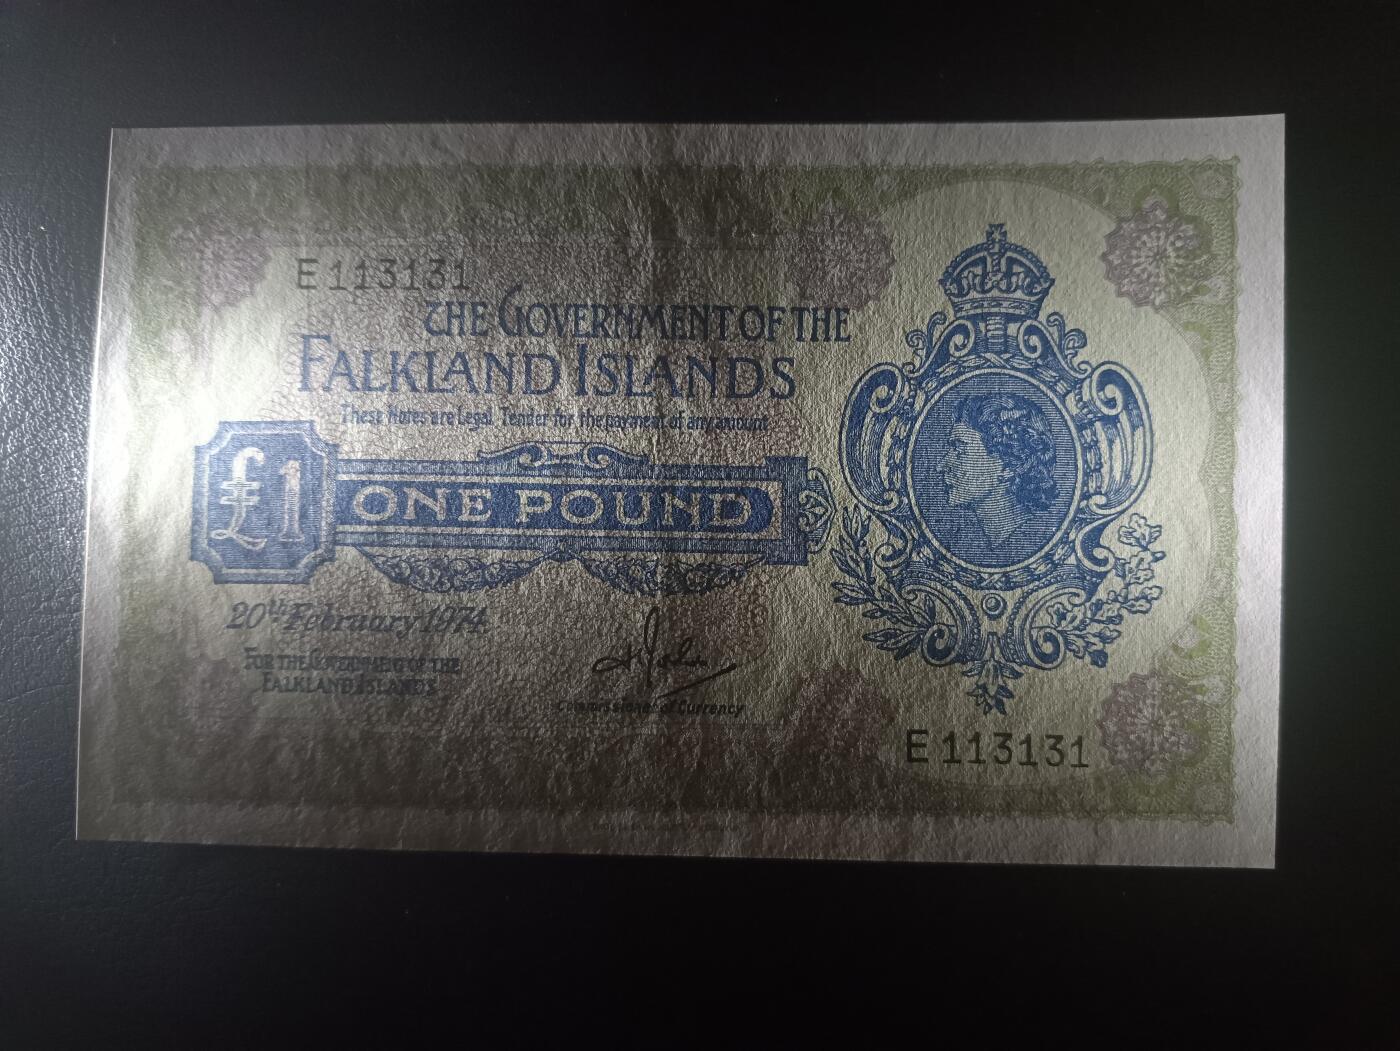 E 113131
THE GOVERNMENT OF THE
FALKLAND ISLANDS
These Notes are Legal Tender for the payment of any amount
£1
ONE POUND
20th February 1974.
FOR THE GOVERNMENT OF THE
FALKLAND ISLANDS
Commissioner of Currency
E 113131